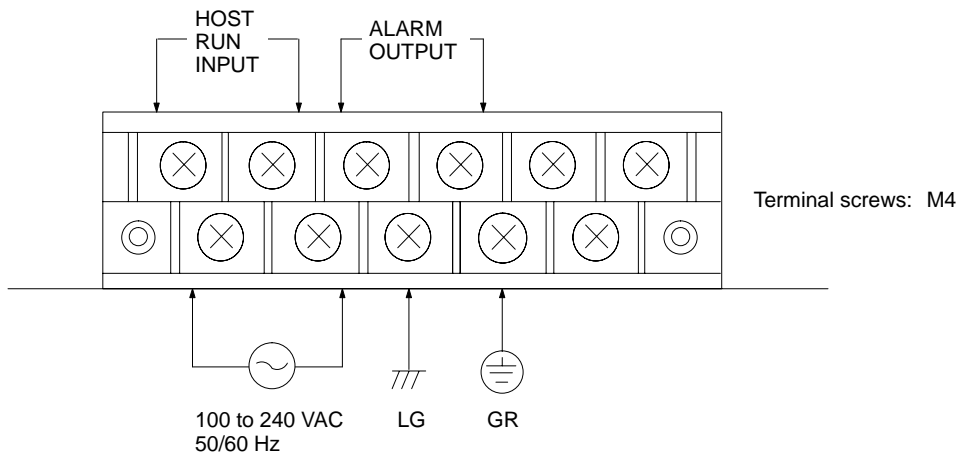 HOST
RUN
INPUT
ALARM
OUTPUT
Terminal screws: M4
100 to 240 VAC
50/60 Hz
LG
GR